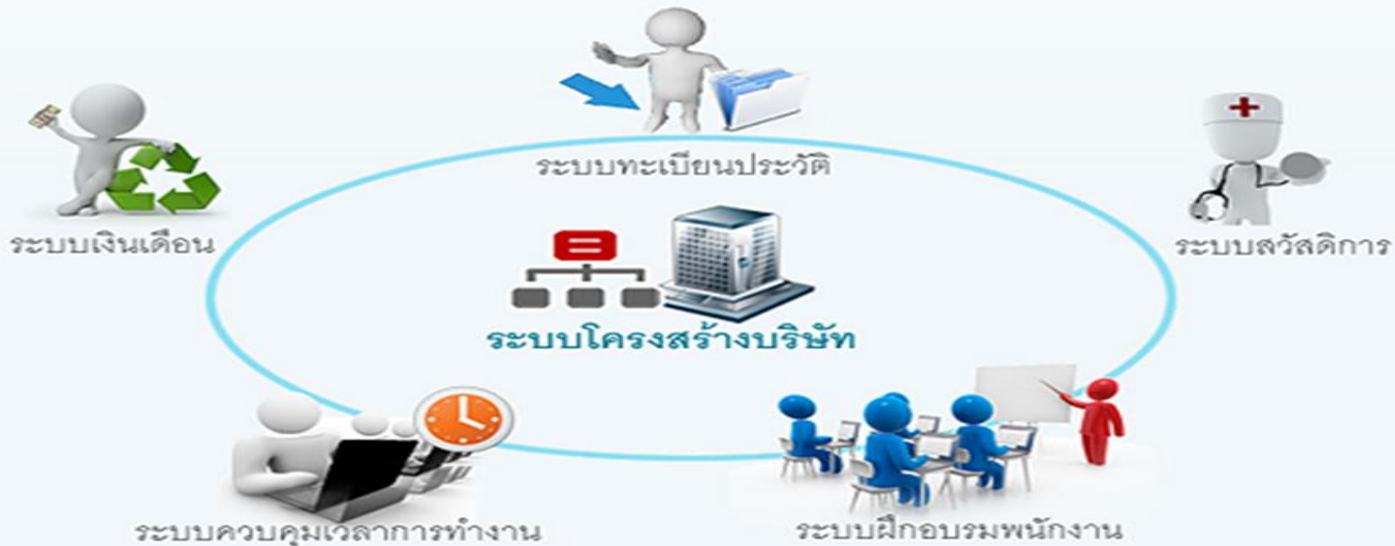 ระบบทะเบียนประวัติ
ระบบเงินเดือน
ระบบสวัสดิการ
ระบบโครงสร้างบริษัท
ระบบควบคุมเวลาการทำงาน
ระบบฝึกอบรมพนักงาน